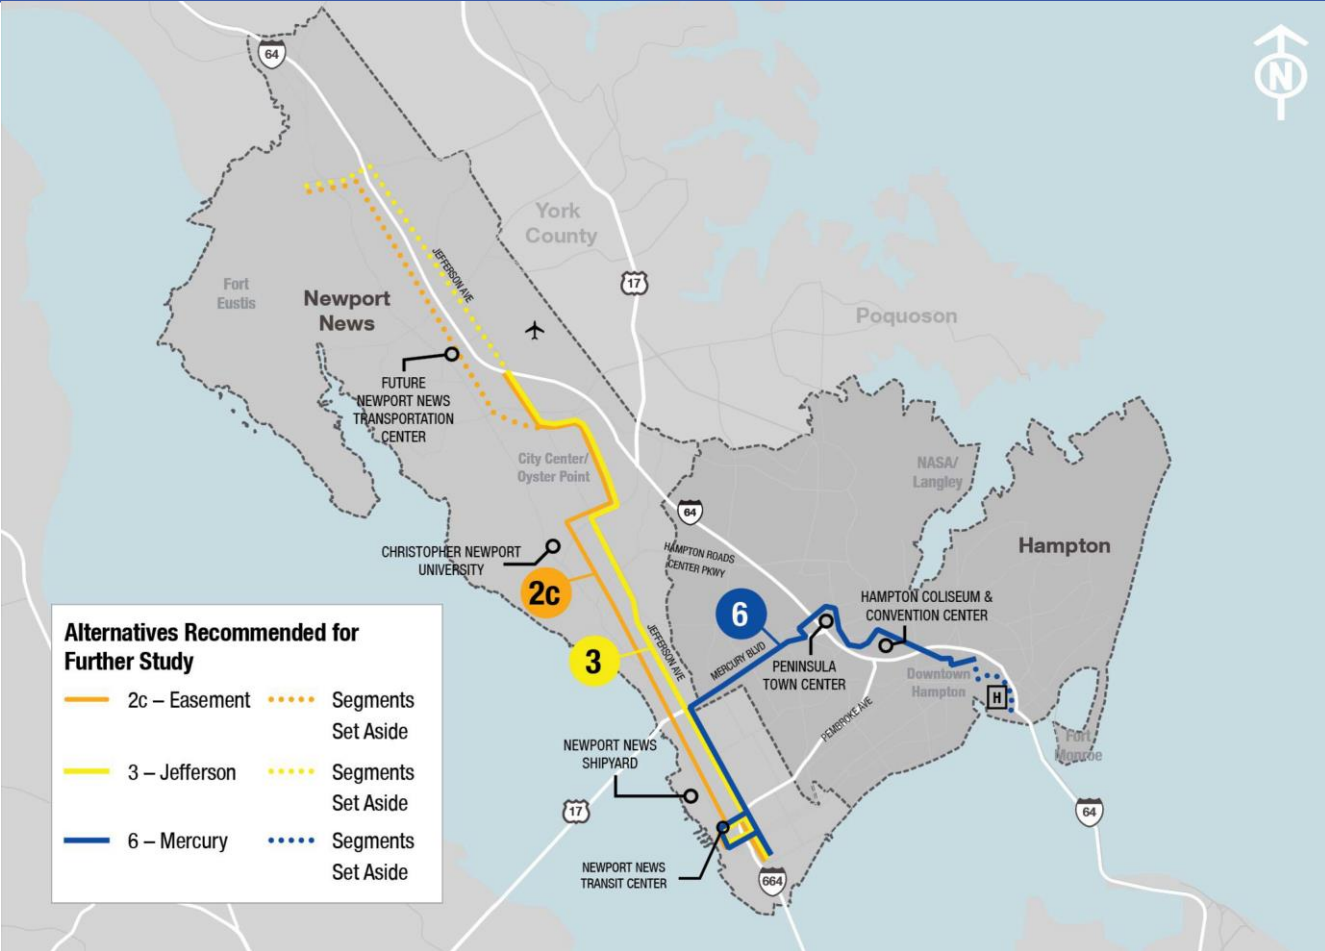 64
N
York
County
JEFFERSON AVE
17
Fort
Eustis
Newport
News
Poquoson
FUTURE
NEWPORT NEWS
TRANSPORTATION
CENTER
City Center/
Oyster Point
NASA/
Langley
64
HAMPTON ROADS
CENTER PKWY
Hampton
CHRISTOPHER NEWPORT
UNIVERSITY
2c
6
HAMPTON COLISEUM &
CONVENTION CENTER
3
JEFFERSON AVE
MERCURY BLVD
PENINSULA
TOWN CENTER
Downtown
Hampton
H
PEMBROKE AVE
Fort
Monroe
NEWPORT NEWS
SHIPYARD
17
64
NEWPORT NEWS
TRANSIT CENTER
664
Alternatives Recommended for
Further Study
2c – Easement Segments
Set Aside
3 – Jefferson Segments
Set Aside
6 – Mercury Segments
Set Aside